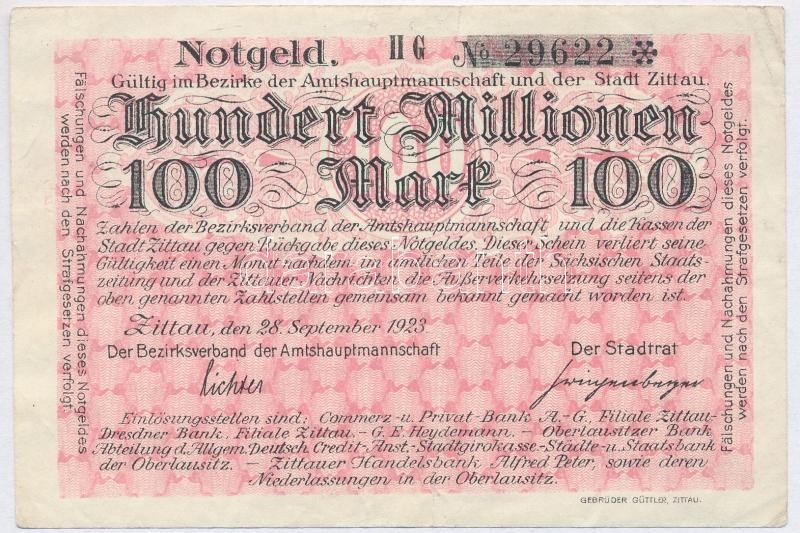 Notgeld. II G No 29622 ※
Gültig im Bezirke der Amtshauptmannschaft und der Stadt Zittau.
Hundert Millionen
100 Mark 100
Zahlen der Bezirksverband der Amtshauptmannschaft und die Kassen der
Stadt Zittau gegen Rückgabe dieses Notgeldes. Dieser Schein verliert seine
Gültigkeit einen Monat nachdem im amtlichen Teile der Sächsischen Staats-
zeitung und der Zittauer Nachrichten die Außerverkehrsetzung seitens der
oben genannten Zahlstellen gemeinsam bekannt gemacht worden ist.
Zittau, den 28. September 1923
Der Bezirksverband der Amtshauptmannschaft Der Stadtrat
Richter
Einlösungsstellen sind: Commerz- u. Privat-Bank A.-G. Filiale Zittau-
Dresdner Bank, Filiale Zittau. – G. E. Heydemann. – Oberlausitzer Bank
Abteilung d. Allgem. Deutsch Credit-Anst.- Stadtgirokasse- Städte- u. Staatsbank
der Oberlausitz. – Zittauer Handelsbank Alfred Peter, sowie deren
Niederlassungen in der Oberlausitz.
GEBRÜDER GÜTTLER, ZITTAU.
Fälschungen und Nachahmungen dieses Notgeldes
werden nach den Strafgesetzen verfolgt.
Fälschungen und Nachahmungen dieses Notgeldes
werden nach den Strafgesetzen verfolgt.